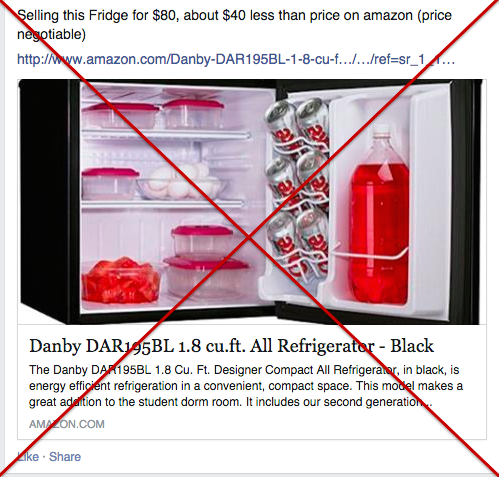 Selling this Fridge for $80, about $40 less than price on amazon (price
negotiable)
http://www.amazon.com/Danby-DAR195BL-1-8-cu-f…/…/ref=sr_1_1…
Danby DAR195BL 1.8 cu.ft. All Refrigerator - Black
The Danby DAR195BL 1.8 Cu. Ft. Designer Compact All Refrigerator, in black, is
energy efficient refrigeration in a convenient, compact space. This model makes a
great addition to the student dorm room. It includes our second generation...
AMAZON.COM
Like · Share